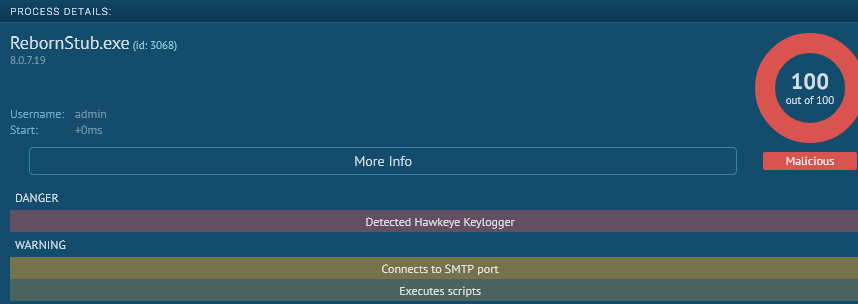 PROCESS DETAILS:
RebornStub.exe (id: 3068)
8.0.7.19
100
out of 100
Username: admin
Start: +0ms
More Info
Malicious
DANGER
Detected Hawkeye Keylogger
WARNING
Connects to SMTP port
Executes scripts